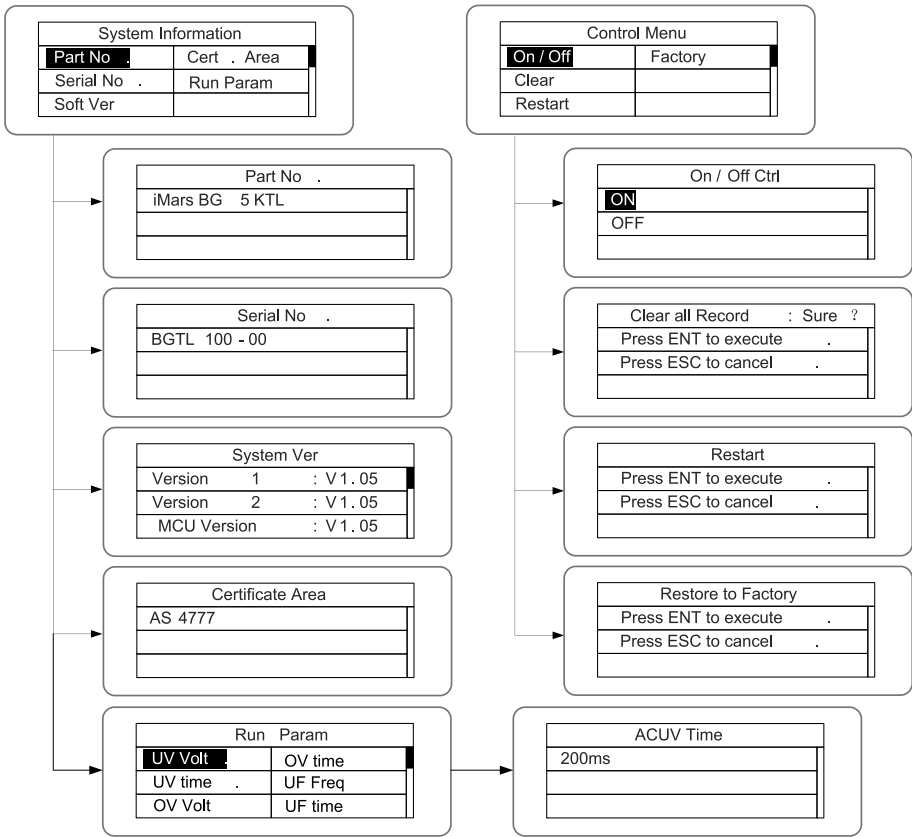 System Information
Part No . Cert . Area
Serial No . Run Param
Soft Ver
Part No .
iMars BG 5 KTL
Serial No .
BGTL 100 - 00
System Ver
Version 1 : V1.05
Version 2 : V1.05
MCU Version : V1.05
Certificate Area
AS 4777
Run Param
UV Volt . OV time
UV time . UF Freq
OV Volt UF time
Control Menu
On / Off Factory
Clear
Restart
On / Off Ctrl
ON
OFF
Clear all Record : Sure ?
Press ENT to execute .
Press ESC to cancel .
Restart
Press ENT to execute .
Press ESC to cancel .
Restore to Factory
Press ENT to execute .
Press ESC to cancel .
ACUV Time
200ms